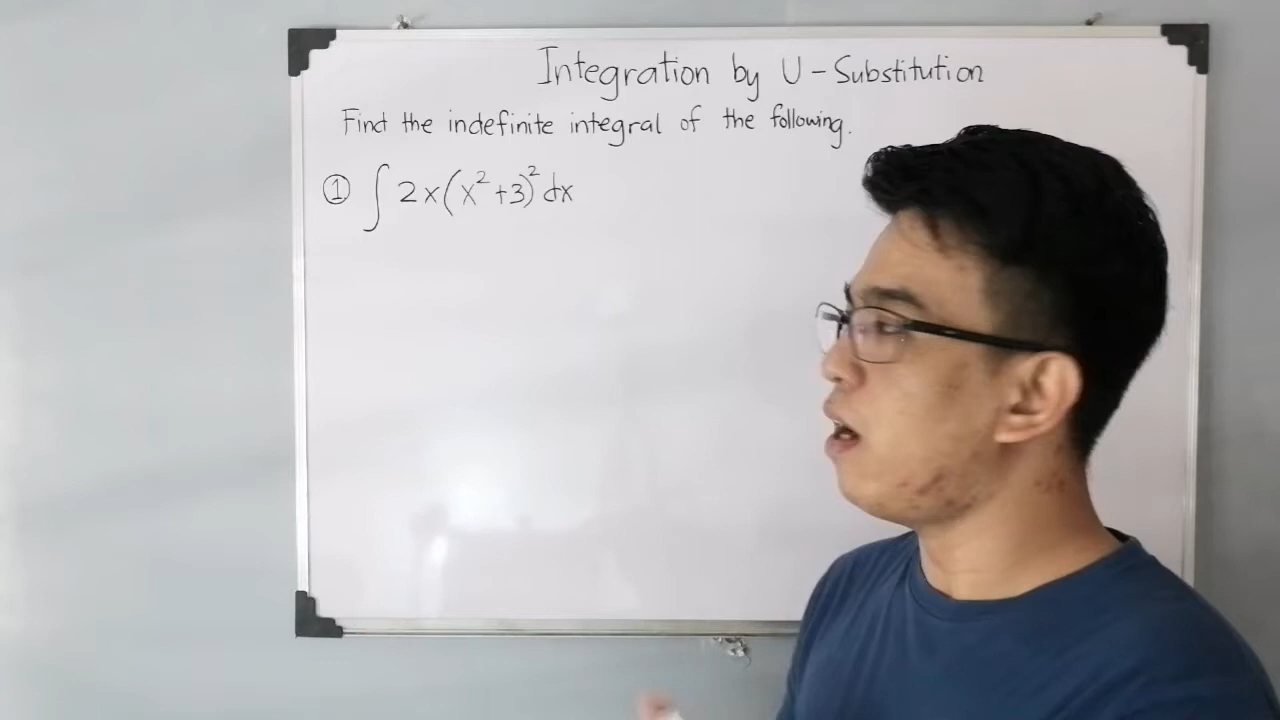 Integration by U-Substitution
Find the indefinite integral of the following.
① ∫ 2x(x²+3)² dx